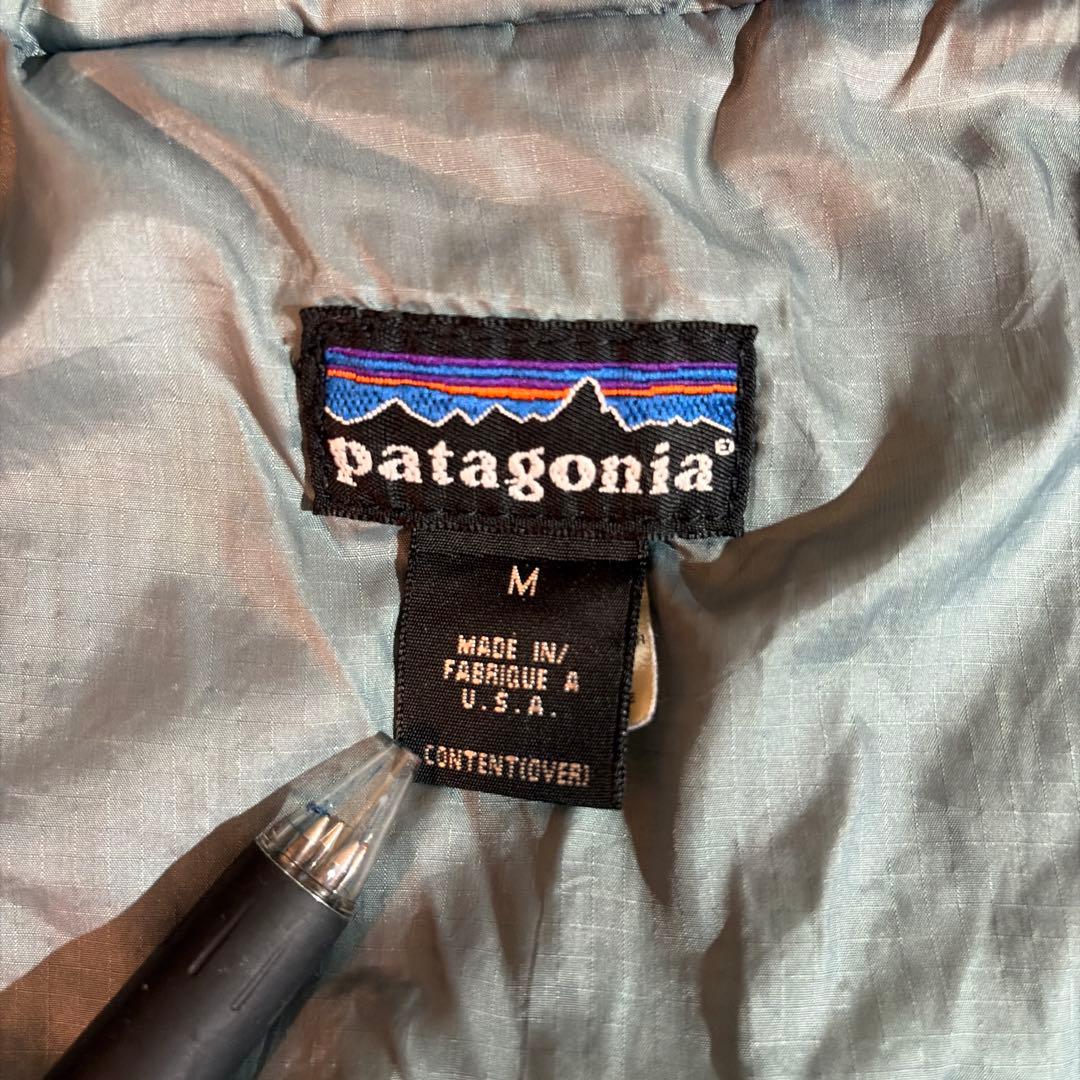 patagonia®
M
MADE IN/
FABRIQUE A
U.S.A.
CONTENT(OVER)